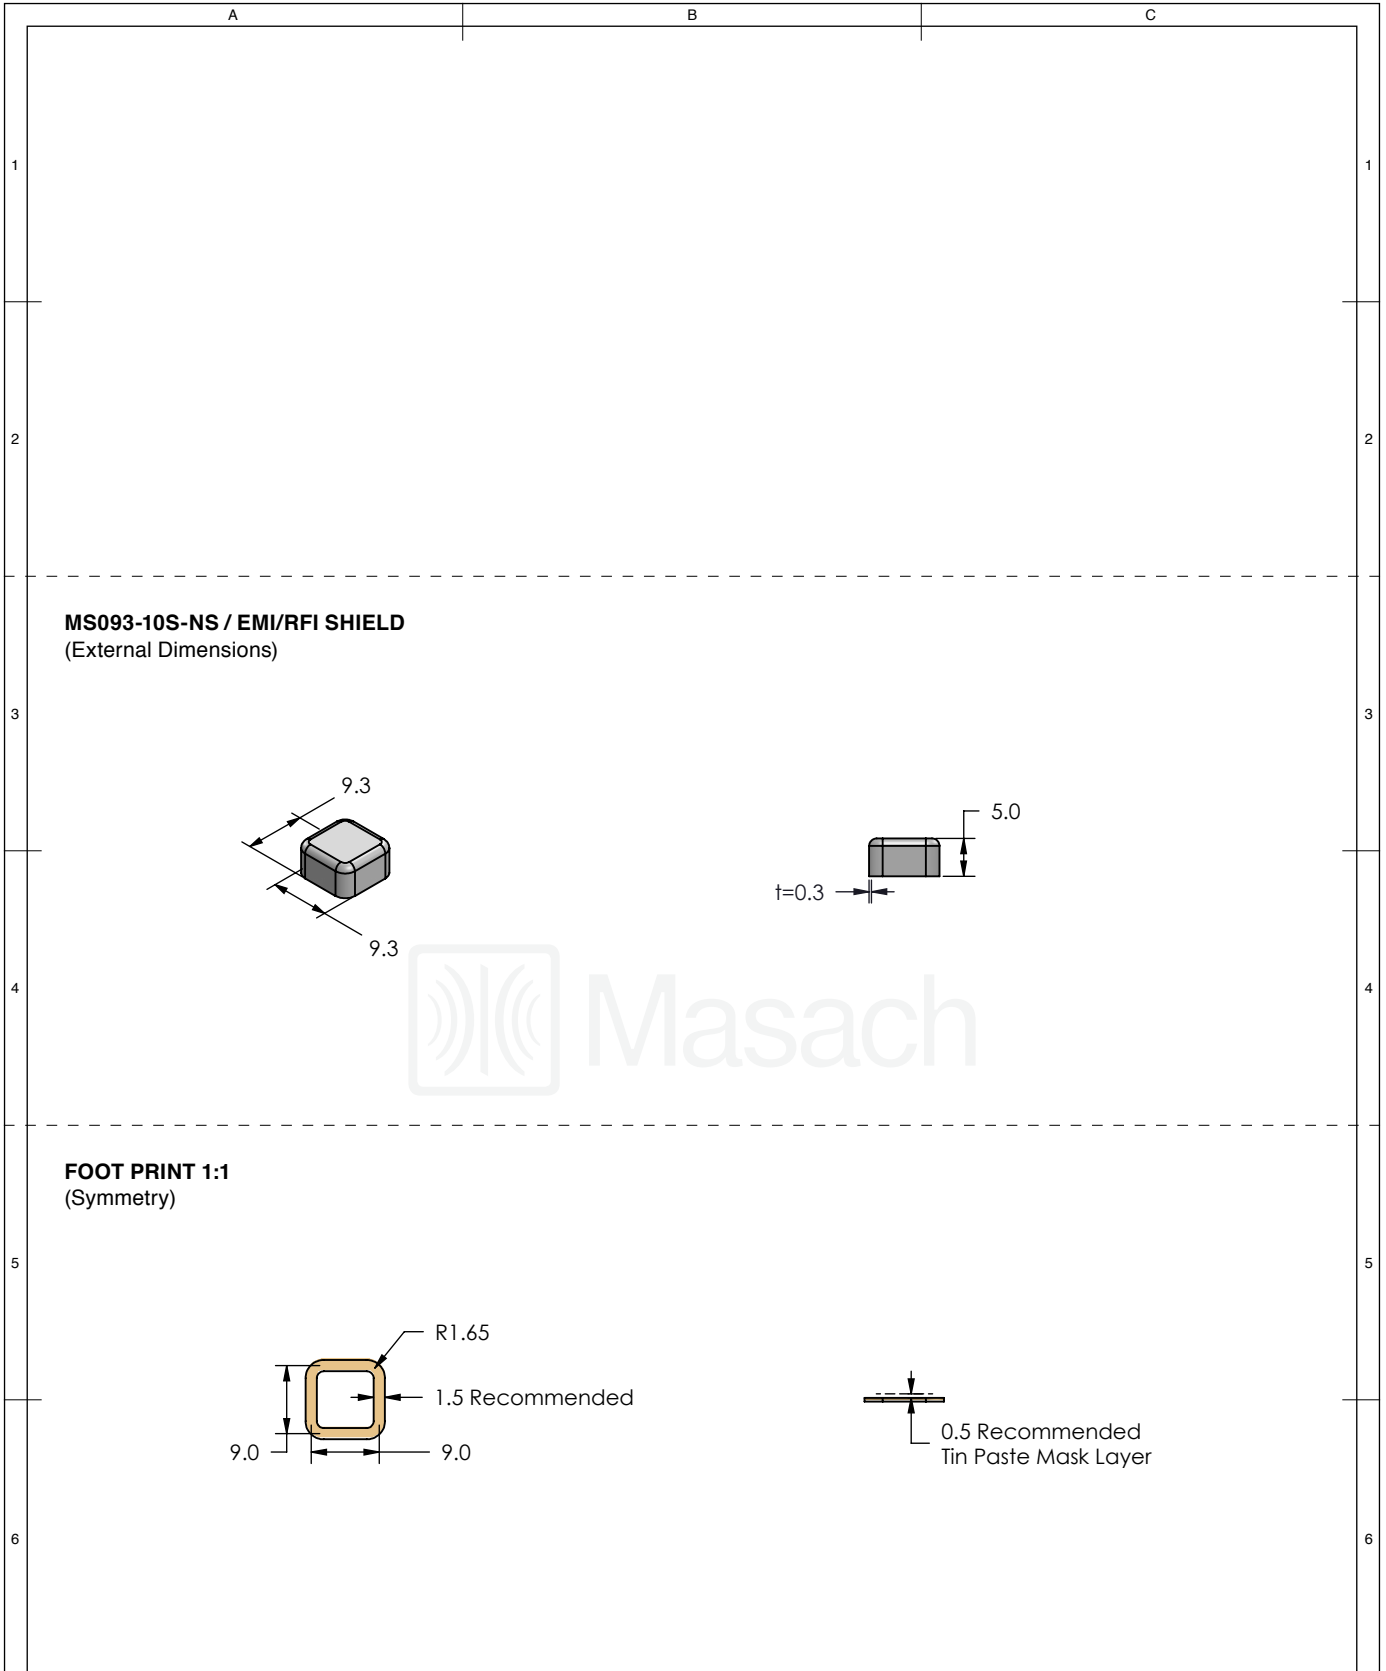 A B C
1 1
2 2
MS093-10S-NS / EMI/RFI SHIELD
(External Dimensions)
3 3
9.3
5.0
t=0.3
9.3
Masach
4 4
FOOT PRINT 1:1
(Symmetry)
5 5
R1.65
1.5 Recommended
0.5 Recommended
Tin Paste Mask Layer
9.0 9.0
6 6